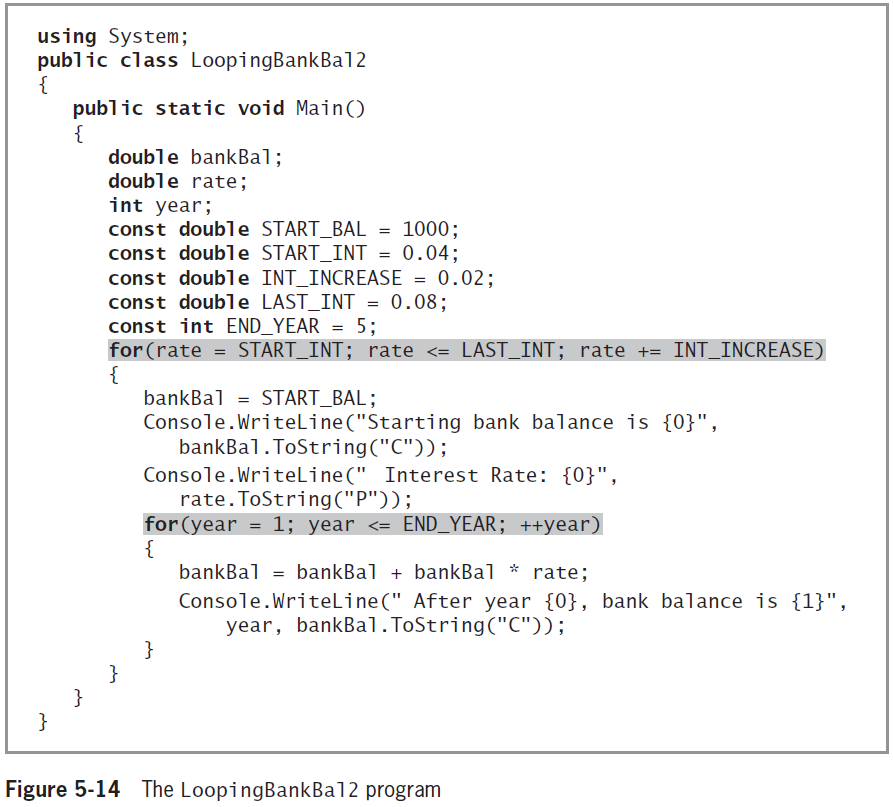 using System;
public class LoopingBankBal2
{
   public static void Main()
   {
      double bankBal;
      double rate;
      int year;
      const double START_BAL = 1000;
      const double START_INT = 0.04;
      const double INT_INCREASE = 0.02;
      const double LAST_INT = 0.08;
      const int END_YEAR = 5;
      for(rate = START_INT; rate <= LAST_INT; rate += INT_INCREASE)
      {
         bankBal = START_BAL;
         Console.WriteLine("Starting bank balance is {0}",
            bankBal.ToString("C"));
         Console.WriteLine("  Interest Rate: {0}",
            rate.ToString("P"));
         for(year = 1; year <= END_YEAR; ++year)
         {
            bankBal = bankBal + bankBal * rate;
            Console.WriteLine(" After year {0}, bank balance is {1}",
                year, bankBal.ToString("C"));
         }
      }
   }
}
Figure 5-14 The LoopingBankBal2 program